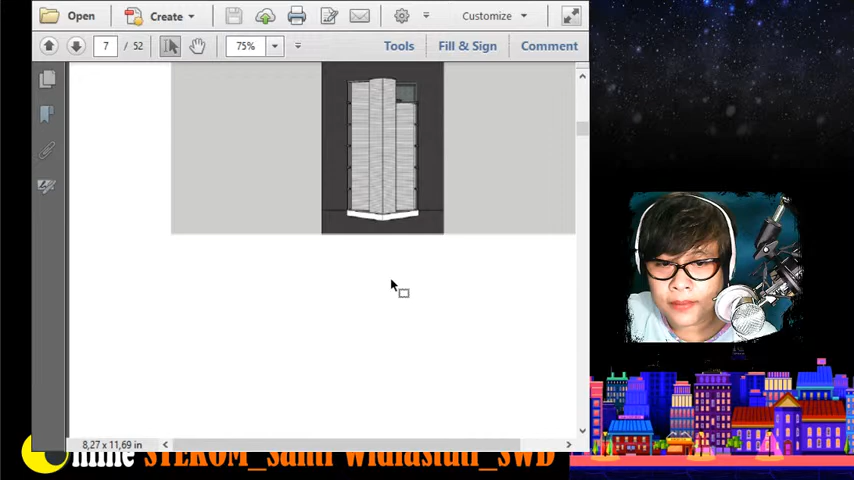 Open Create Customize
7 / 52 75% Tools Fill & Sign Comment
8,27 x 11,69 in
STEKOM_Santi Widiastuti_SWD